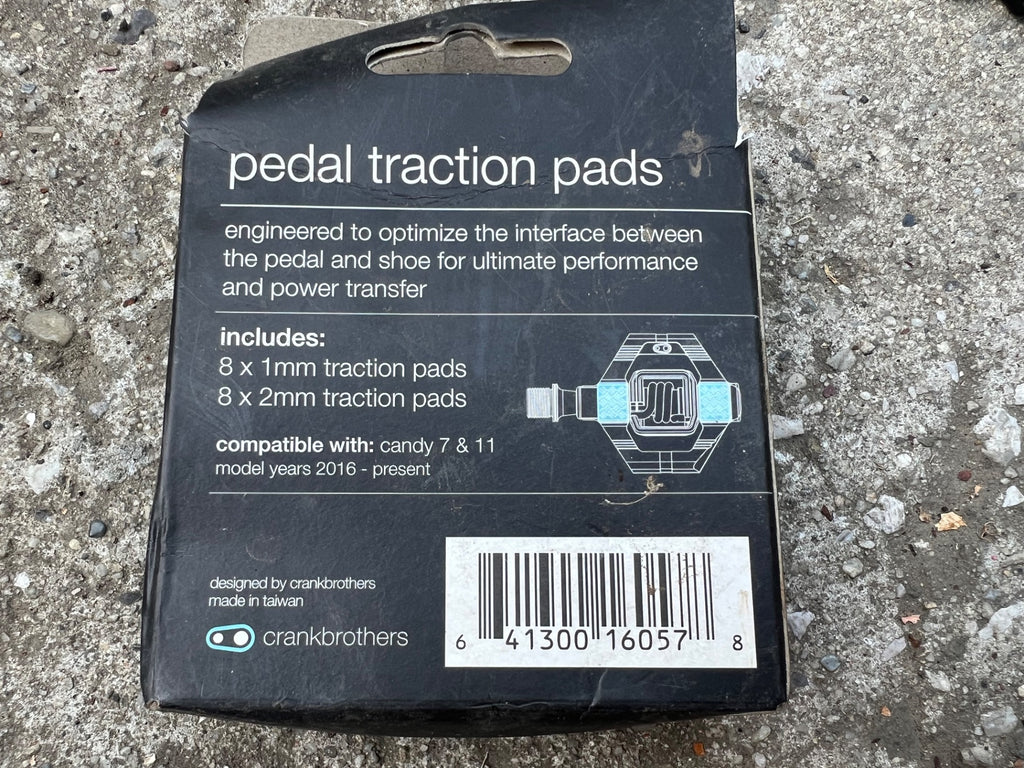 pedal traction pads
engineered to optimize the interface between
the pedal and shoe for ultimate performance
and power transfer
includes:
8 x 1mm traction pads
8 x 2mm traction pads
compatible with: candy 7 & 11
model years 2016 - present
designed by crankbrothers
made in taiwan
crankbrothers
6 41300 16057 8